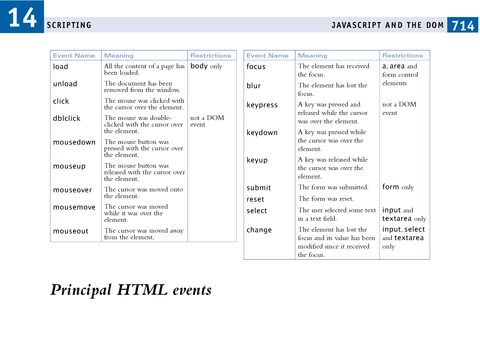 14 SCRIPTING JAVASCRIPT AND THE DOM 714
Event Name Meaning Restrictions
load All the content of a page has body only
been loaded.
unload The document has been
removed from the window.
click The mouse was clicked with
the cursor over the element.
dblclick The mouse was double- not a DOM
clicked with the cursor over event
the element.
mousedown The mouse button was
pressed with the cursor over
the element.
mouseup The mouse button was
released with the cursor over
the element.
mouseover The cursor was moved onto
the element.
mousemove The cursor was moved
while it was over the
element.
mouseout The cursor was moved away
from the element.
Event Name Meaning Restrictions
focus The element has received a, area and
the focus. form control
blur The element has lost the elements
focus.
keypress A key was pressed and not a DOM
released while the cursor event
was over the element.
keydown A key was pressed while
the cursor was over the
element.
keyup A key was released while
the cursor was over the
element.
submit The form was submitted. form only
reset The form was reset.
select The user selected some text input and
in a text field. textarea only
change The element has lost the input, select
focus and its value has been and textarea
modified since it received only
the focus.
Principal HTML events